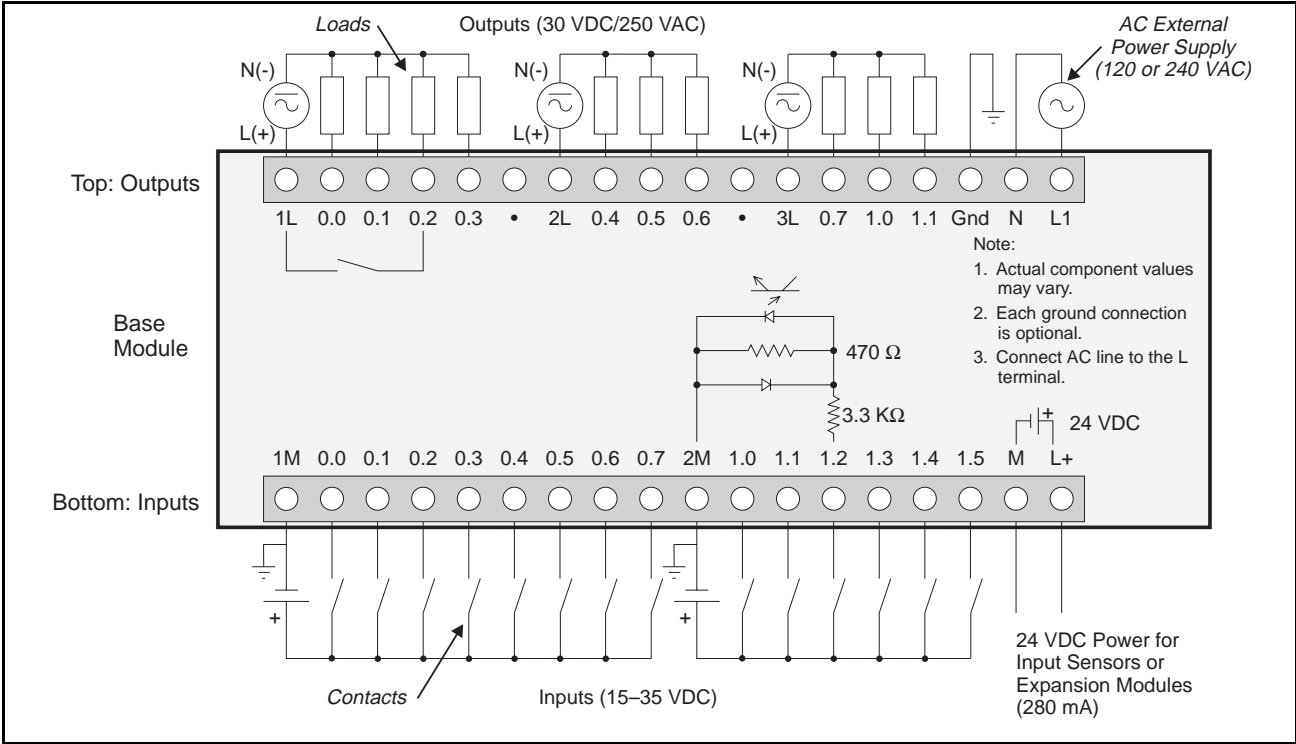 Loads
Outputs (30 VDC/250 VAC)
AC External
Power Supply
(120 or 240 VAC)
N(-) N(-) N(-)
L(+) L(+) L(+)
Top: Outputs
1L 0.0 0.1 0.2 0.3 • 2L 0.4 0.5 0.6 • 3L 0.7 1.0 1.1 Gnd N L1
Note:
1. Actual component values
may vary.
2. Each ground connection
is optional.
3. Connect AC line to the L
terminal.
Base
Module
470 Ω
3.3 KΩ
+
24 VDC
1M 0.0 0.1 0.2 0.3 0.4 0.5 0.6 0.7 2M 1.0 1.1 1.2 1.3 1.4 1.5 M L+
Bottom: Inputs
+ +
Contacts
Inputs (15–35 VDC)
24 VDC Power for
Input Sensors or
Expansion Modules
(280 mA)